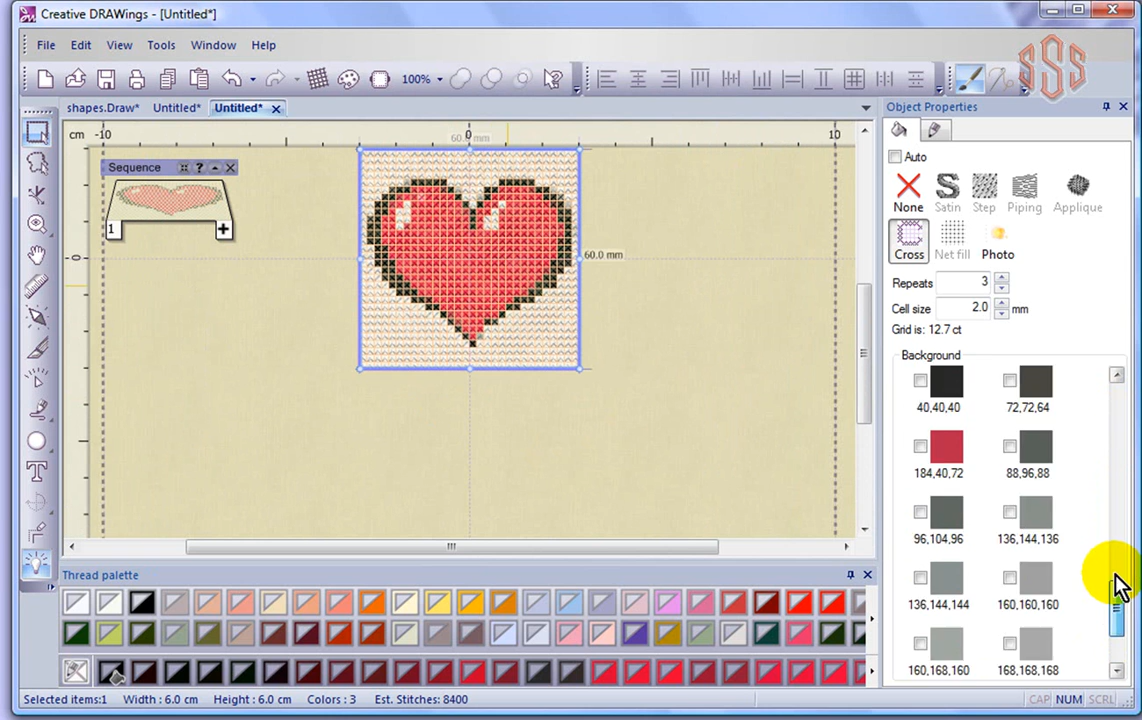 Creative DRAWings - [Untitled*]
File Edit View Tools Window Help
100%
SSS
shapes.Draw* Untitled* Untitled*
Object Properties
cm -10 0 10
60.0 mm
Sequence ?
1 +
60.0 mm
0
Auto
None Satin Step Piping Applique
Cross Net fill Photo
Repeats 3
Cell size 2.0 mm
Grid is: 12.7 ct
Background
40,40,40 72,72,64
184,40,72 88,96,88
96,104,96 136,144,136
136,144,144 160,160,160
160,168,160 168,168,168
Thread palette
Selected items:1 Width : 6.0 cm Height : 6.0 cm Colors : 3 Est. Stitches: 8400 CAP NUM SCRL